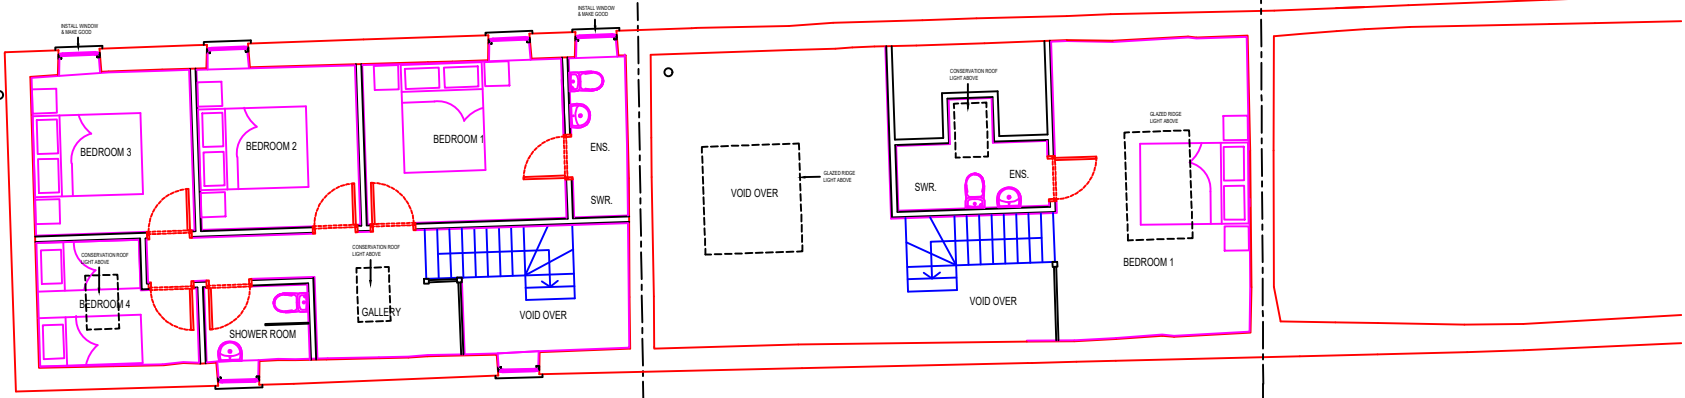 INSTALL WINDOW
& MAKE GOOD
INSTALL WINDOW
& MAKE GOOD
BEDROOM 3
BEDROOM 2
BEDROOM 1
ENS.
SWR.
CONSERVATION ROOF
LIGHT ABOVE
BEDROOM 4
SHOWER ROOM
CONSERVATION ROOF
LIGHT ABOVE
GALLERY
VOID OVER
VOID OVER
GLAZED RIDGE
LIGHT ABOVE
CONSERVATION ROOF
LIGHT ABOVE
SWR.
ENS.
VOID OVER
GLAZED RIDGE
LIGHT ABOVE
BEDROOM 1